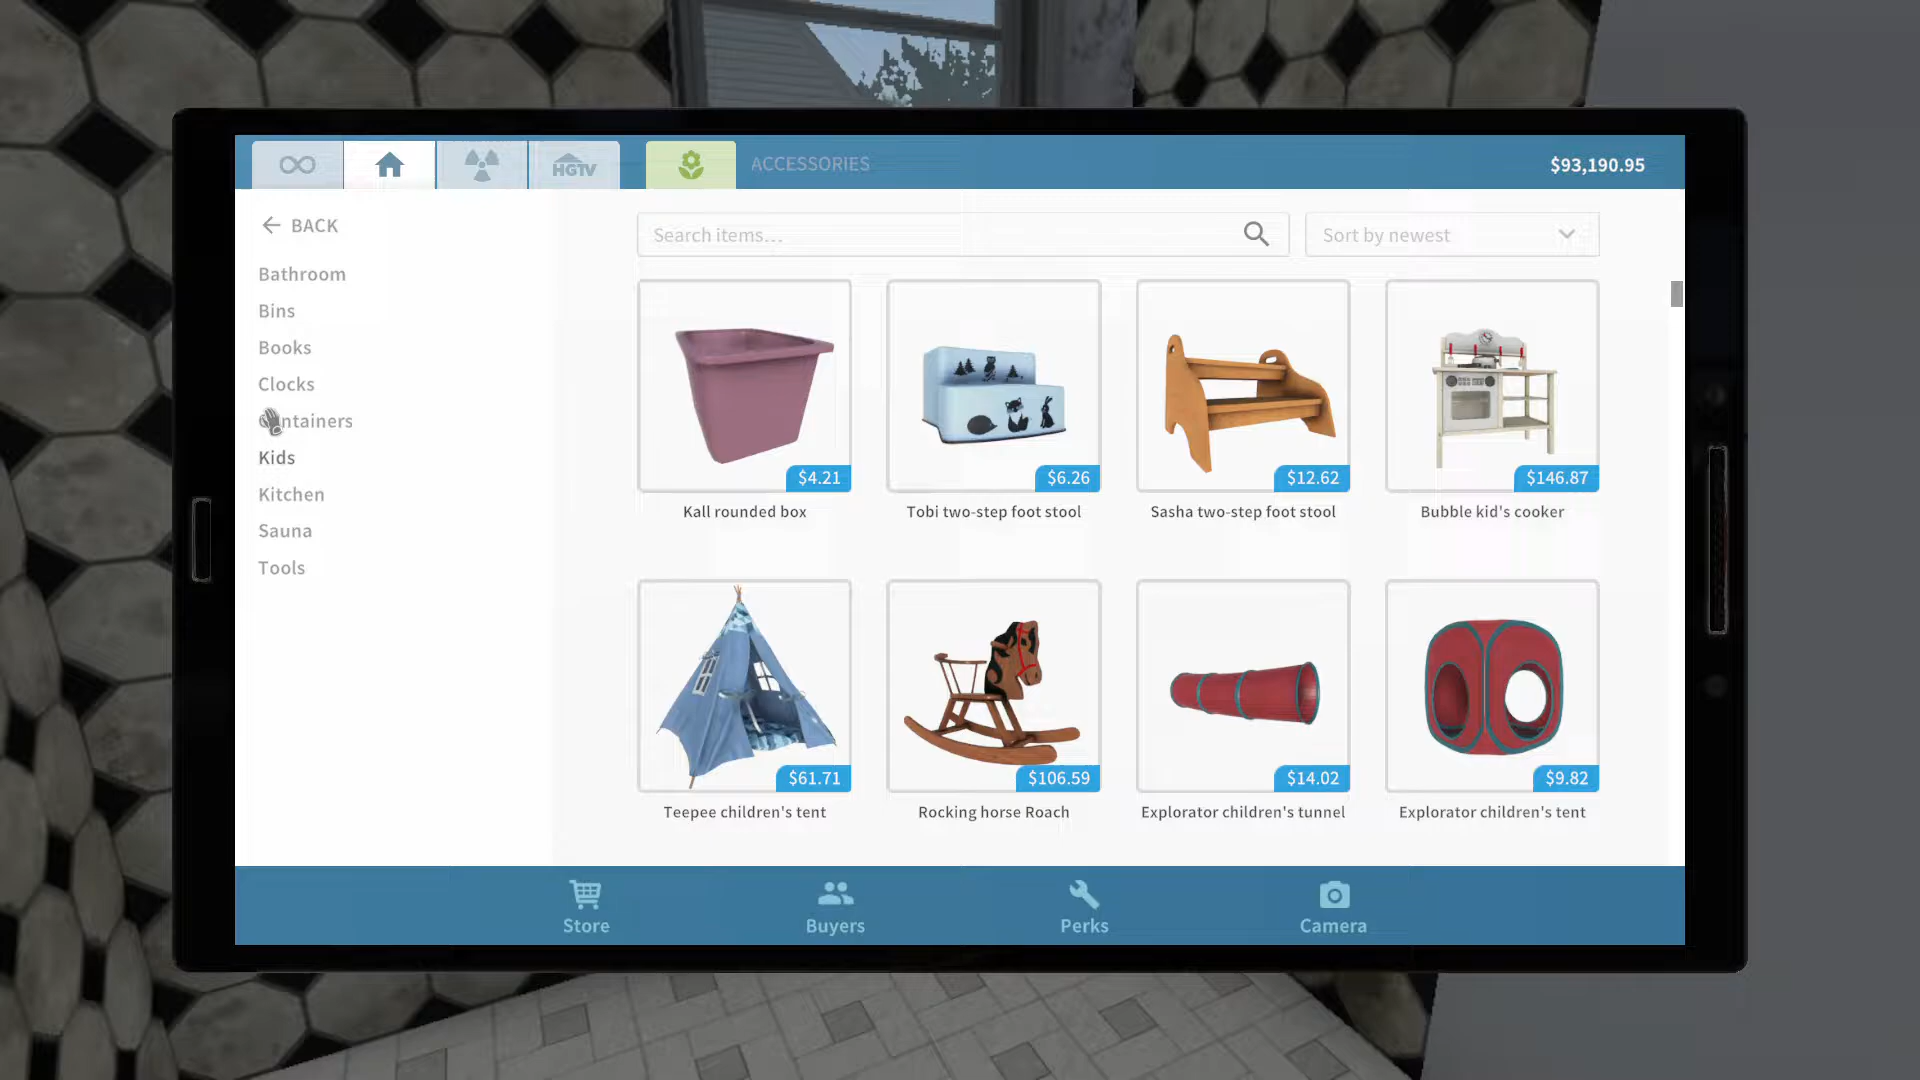 HGTV
ACCESSORIES
$93,190.95
BACK
Search items...
Sort by newest
Bathroom
Bins
Books
Clocks
Kids
Kitchen
Sauna
Tools
$4.21
$6.26
$12.62
$146.87
Kall rounded box
Tobi two-step foot stool
Sasha two-step foot stool
Bubble kid's cooker
$61.71
$106.59
$14.02
$9.82
Teepee children's tent
Rocking horse Roach
Explorator children's tunnel
Explorator children's tent
Store
Buyers
Perks
Camera